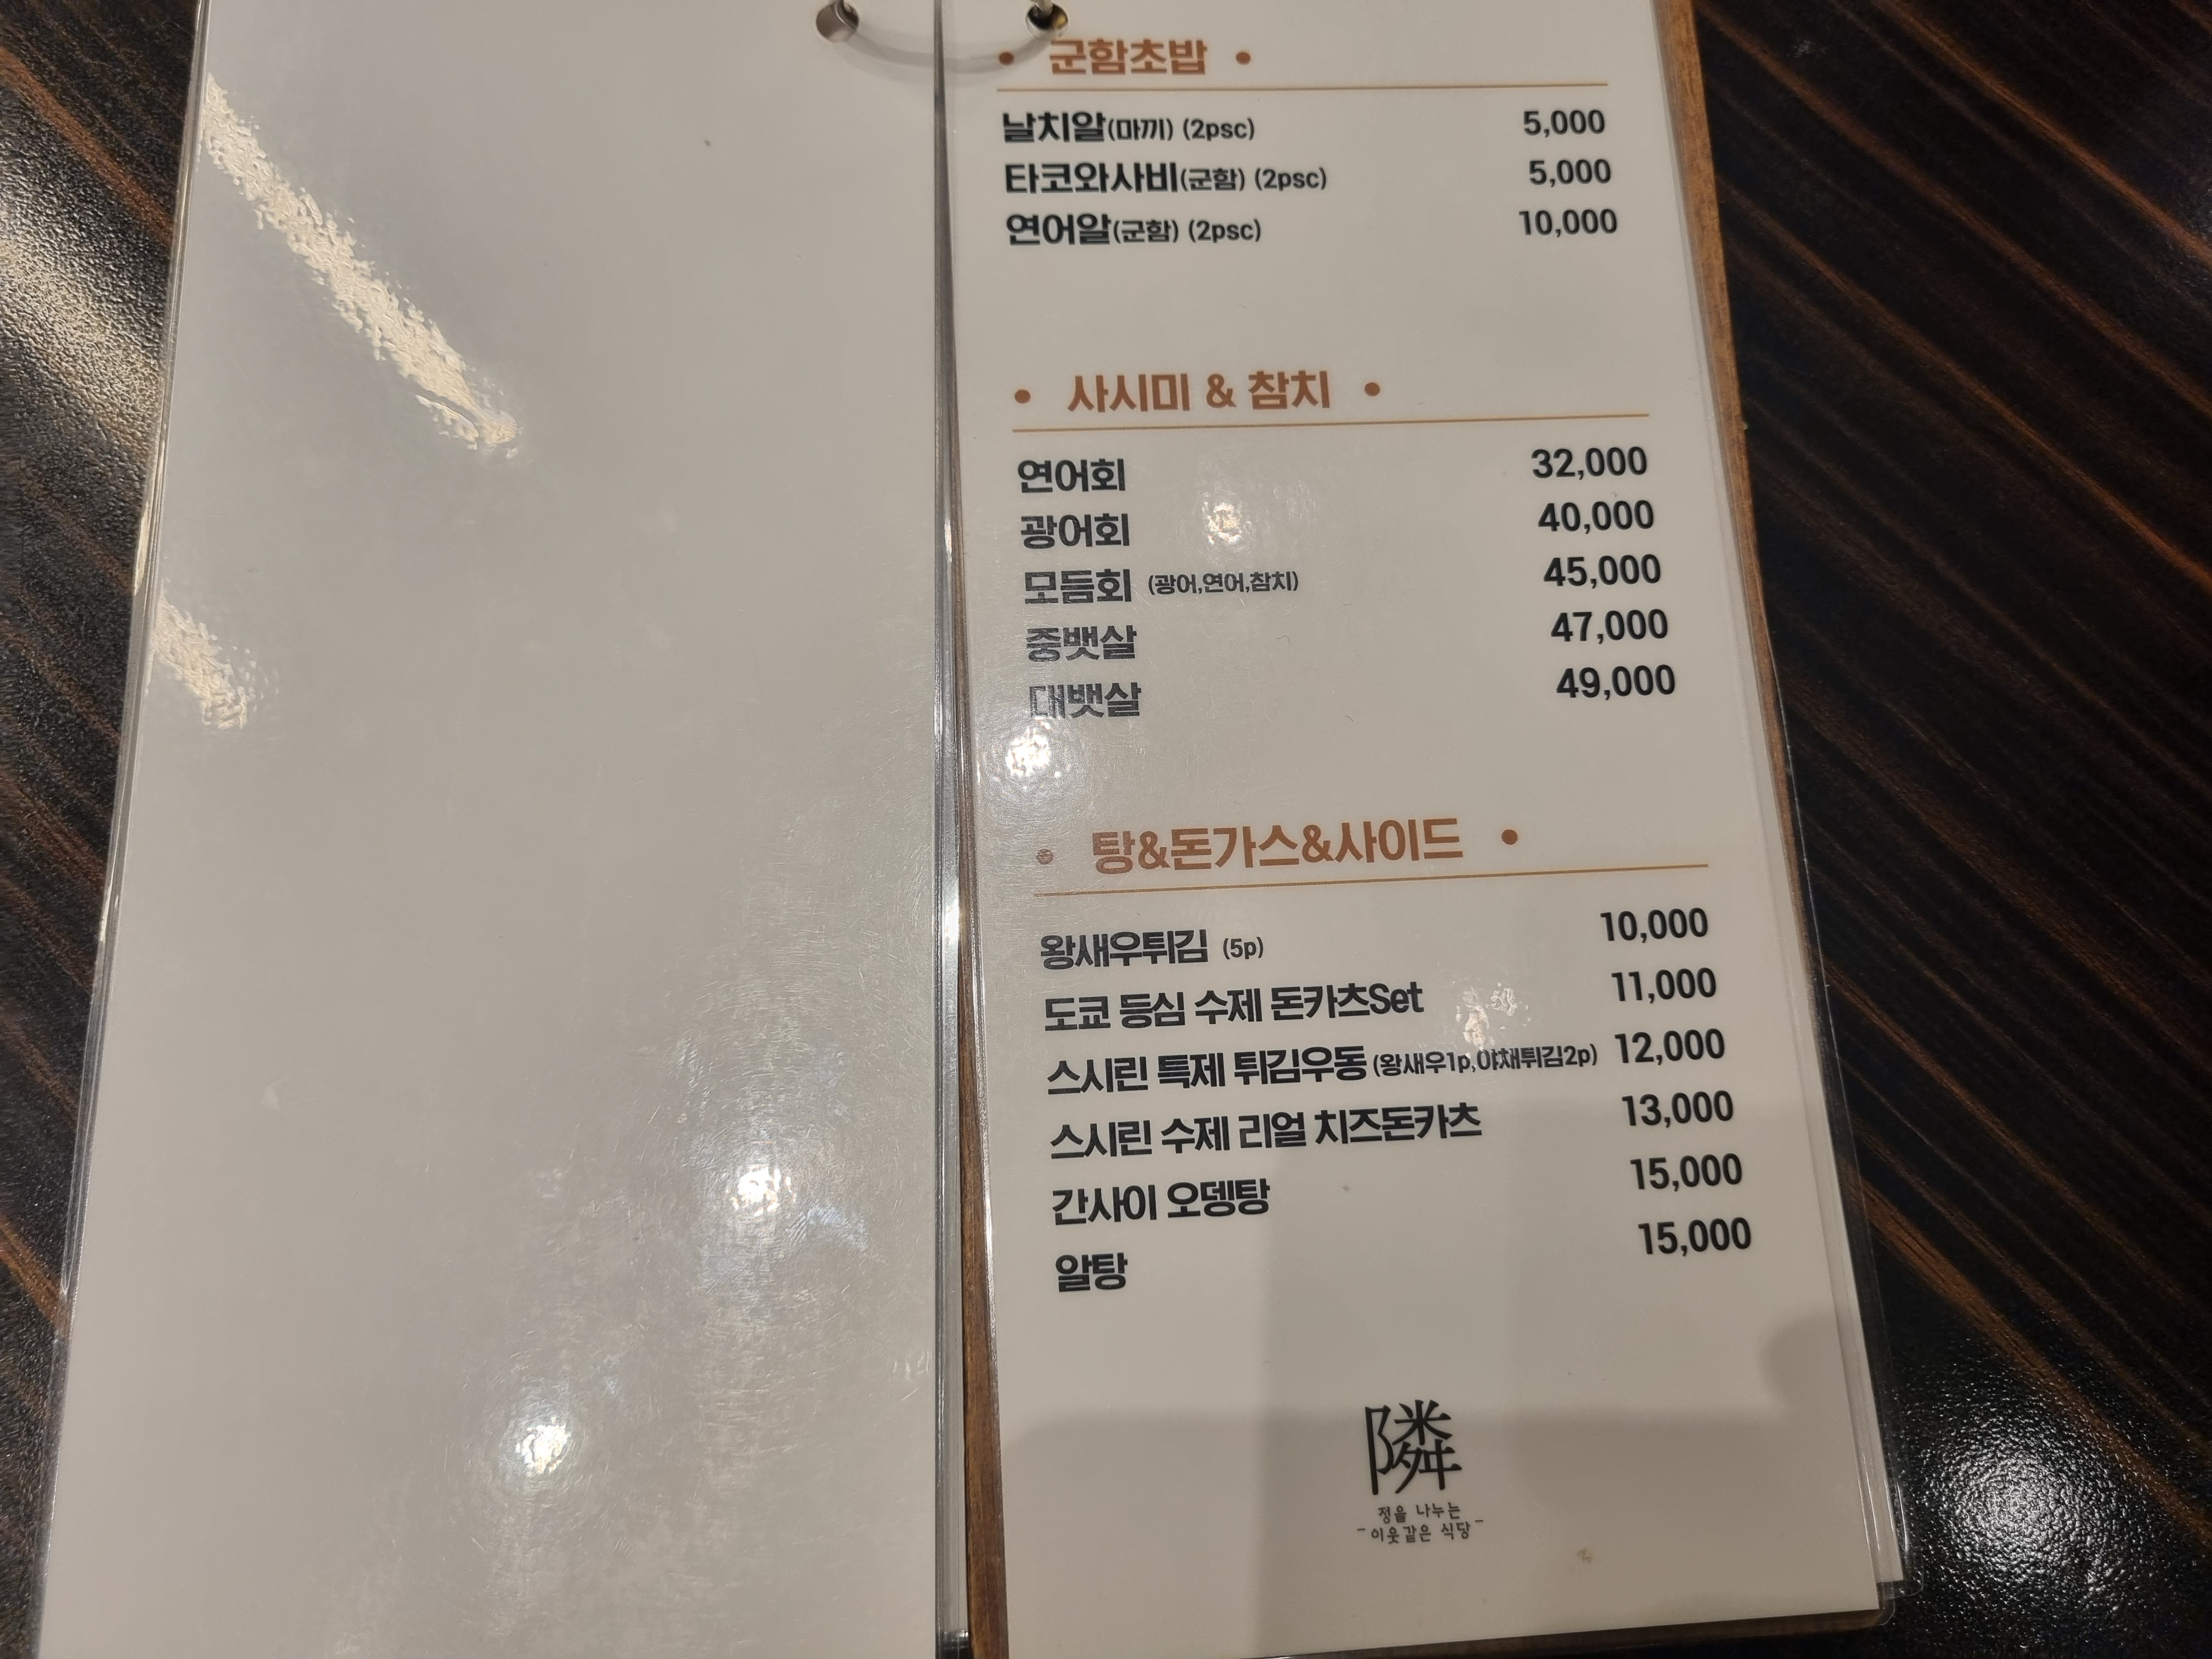 • 군함초밥 •
날치알(마끼) (2psc) 5,000
타코와사비(군함) (2psc) 5,000
연어알(군함) (2psc) 10,000
• 사시미 & 참치 •
연어회 32,000
광어회 40,000
모듬회 (광어,연어,참치) 45,000
중뱃살 47,000
대뱃살 49,000
• 탕&돈가스&사이드 •
왕새우튀김 (5p) 10,000
도쿄 등심 수제 돈카츠Set 11,000
스시린 특제 튀김우동 (왕새우1p,야채튀김2p) 12,000
스시린 수제 리얼 치즈돈카츠 13,000
간사이 오뎅탕 15,000
알탕 15,000
隣
정을 나누는
- 이웃같은 식당 -